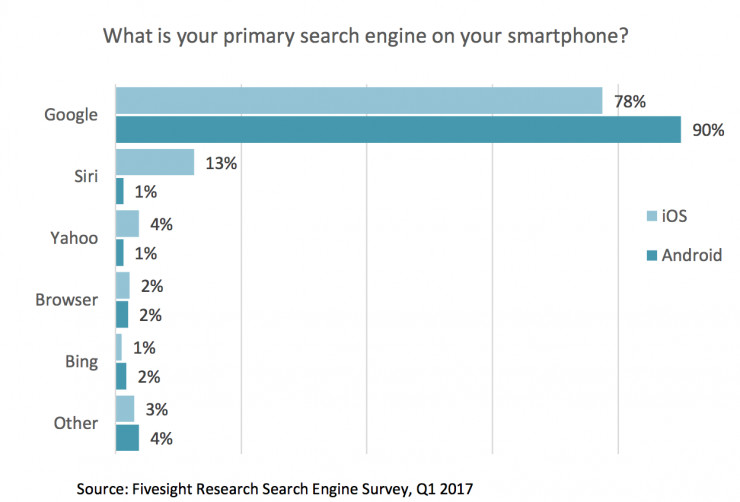 What is your primary search engine on your smartphone?
Google
78%
90%
Siri
13%
1%
Yahoo
4%
1%
Browser
2%
2%
Bing
1%
2%
Other
3%
4%
iOS
Android
Source: Fivesight Research Search Engine Survey, Q1 2017